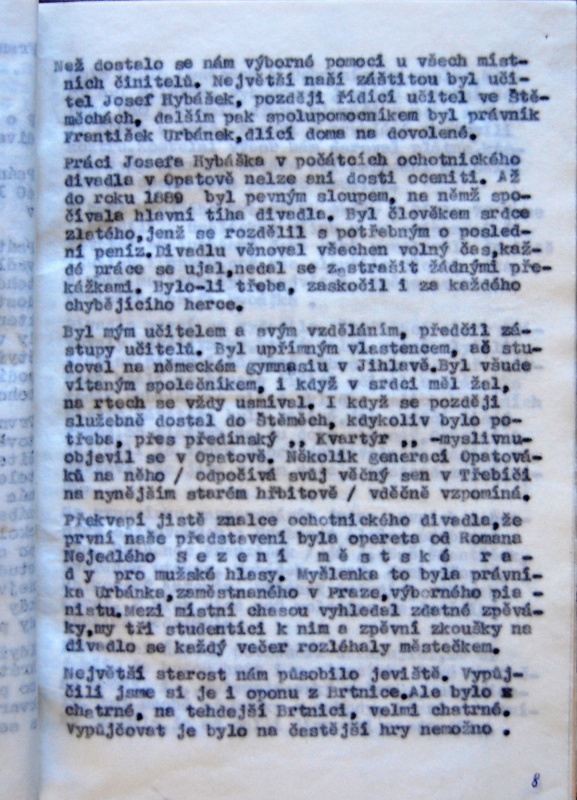 Než dostalo se nám výborné pomoci u všech míst-
ních činitelů. Největší naší záštitou byl uči-
tel Josef Hybášek, později řídící učitel ve Ště-
měchách, dalším pak spolupomocníkem byl právník
František Urbánek,dlící doma na dovolené.
Práci Josefa Hybáška v počátcích ochotnického
divadla v Opatově nelze ani dosti oceniti. Až
do roku 1889 byl pevným sloupem, na němž spo-
čívala hlavní tíha divadla. Byl člověkem srdce
zlatého,jenž se rozdělil s potřebným o posled-
ní peníz.Divadlu věnoval všechen volný čas,kaž-
dé práce se ujal,nedal se zastrašit žádnými pře-
kážkami. Bylo-li třeba, zaskočil i za každého
chybějícího herce.
Byl mým učitelem a svým vzděláním, předčil zá-
stupy učitelů. Byl upřímným vlastencem, ač stu-
doval na německém gymnasiu v Jihlavě.Byl všude
vítaným společníkem, i když v srdci měl žal,
na rtech se vždy usmíval. I když se později
služebně dostal do Štěměch, kdykoliv bylo po-
třeba, přes předínský ,, Kvartýr ,, -myslivnu-
objevil se v Opatově. Několik generací Opatová-
ků na něho / odpočívá svůj věčný sen v Třebíči
na nynějším starém hřbitově / vděčně vzpomíná.
Překvapí jistě znalce ochotnického divadla,že
první naše představení byla opereta od Romana
Nejedlého S e z e n í m ě s t s k é r a -
d y pro mužské hlasy. Myšlenka to byla právní-
ka Urbánka,zaměstnaného v Praze,výborného pia -
nistu.Mezi místní chasou vyhledal zdatné zpěvá-
ky,my tři studentíci k nim a zpěvní zkoušky na
divadlo se každý večer rozléhaly městečkem.
Největší starost nám působilo jeviště. Vypůj-
čili jsme si je i oponu z Brtnice.Ale bylo
chatrné, na tehdejší Brtnici, velmi chatrné.
Vypůjčovat je bylo na častější hry nemožno .
8